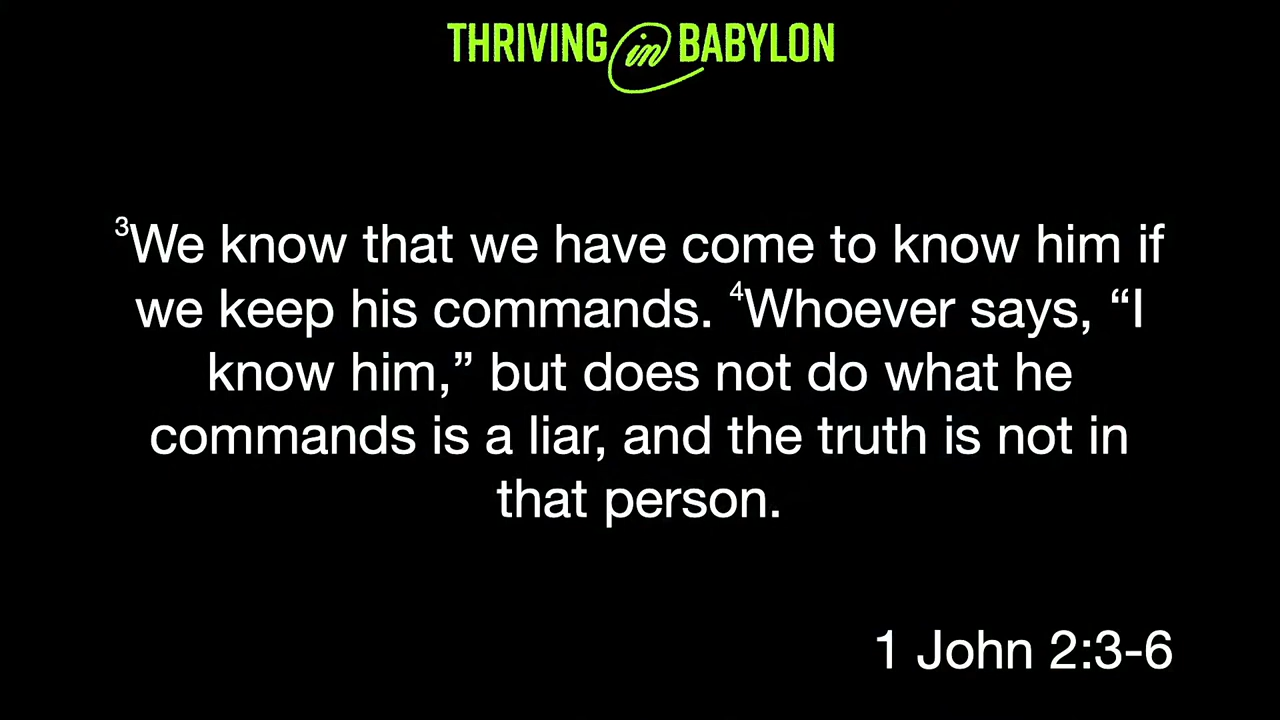 THRIVING in BABYLON
³We know that we have come to know him if
we keep his commands. ⁴Whoever says, “I
know him,” but does not do what he
commands is a liar, and the truth is not in
that person.
1 John 2:3-6